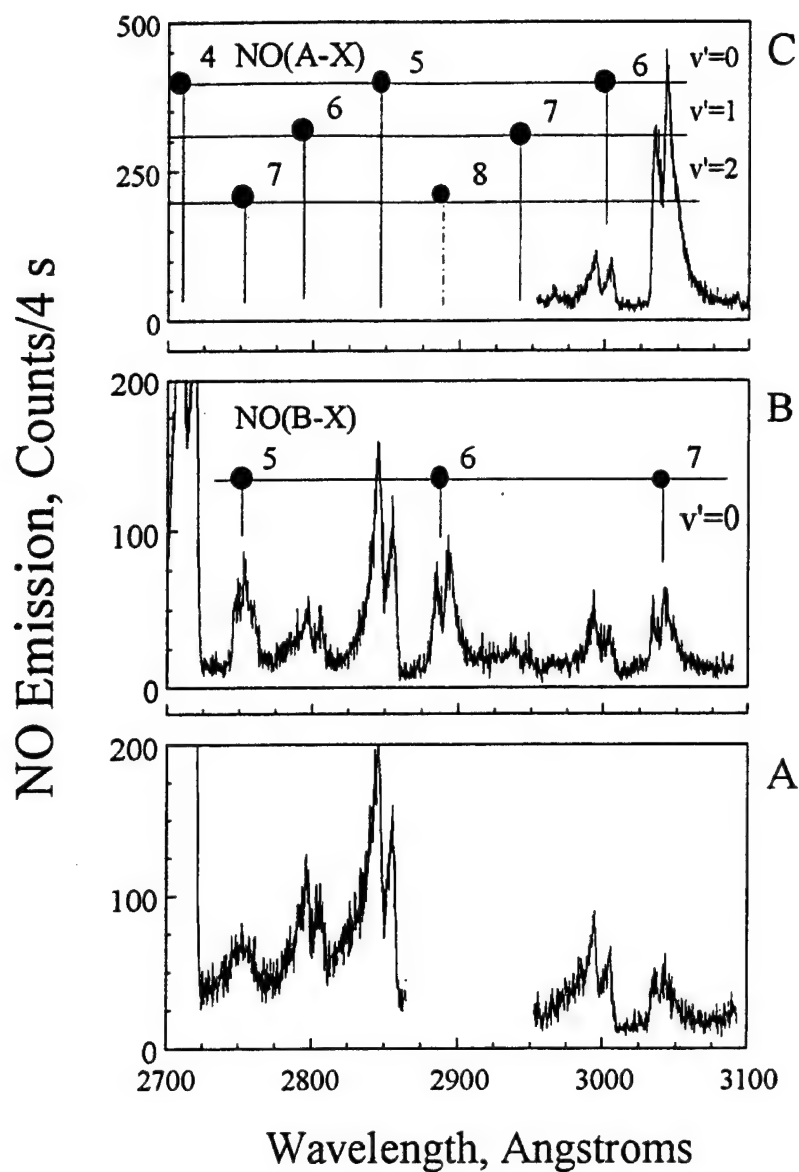 500
4 NO(A-X) 5 6 v'=0 C
6 7 v'=1
250
7 8 v'=2
0
200
B
NO(B-X)
5 6 7
v'=0
100
0
200
A
100
0
2700 2800 2900 3000 3100
Wavelength, Angstroms
NO Emission, Counts/4 s